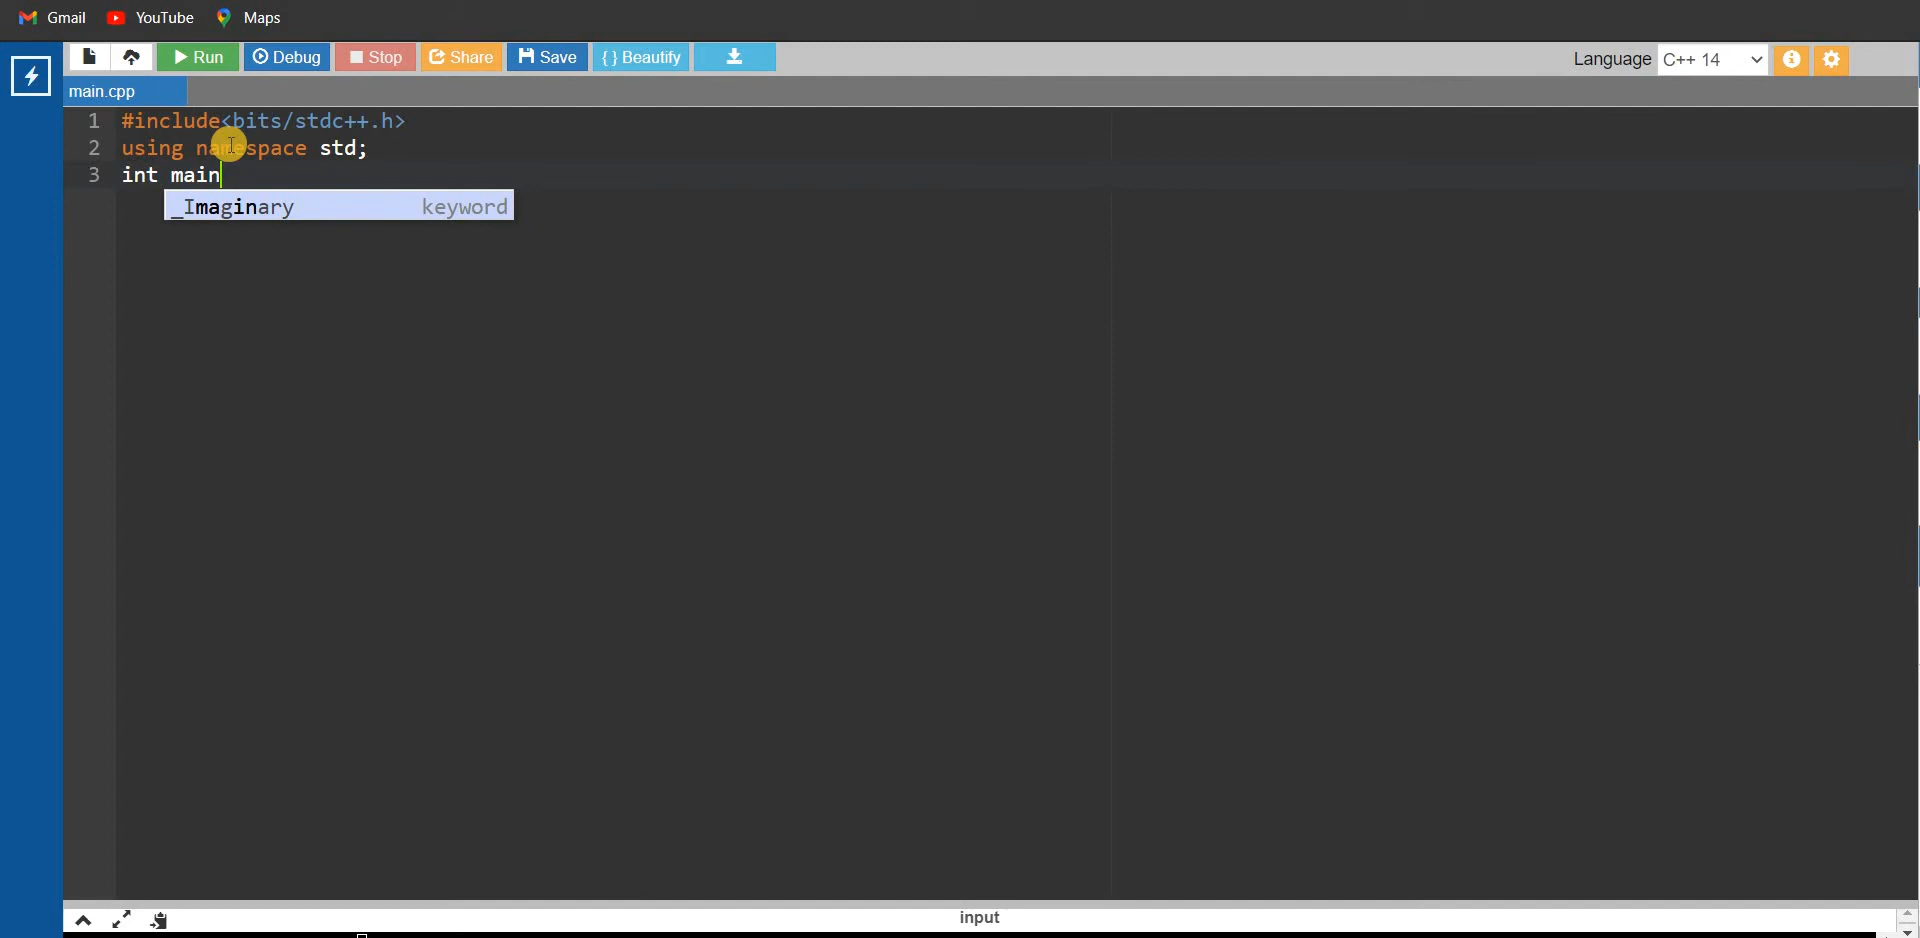 Gmail YouTube Maps
Run Debug Stop Share Save { } Beautify Language C++ 14
main.cpp
1 #include<bits/stdc++.h>
2 using namespace std;
3 int main
_Imaginary keyword
input